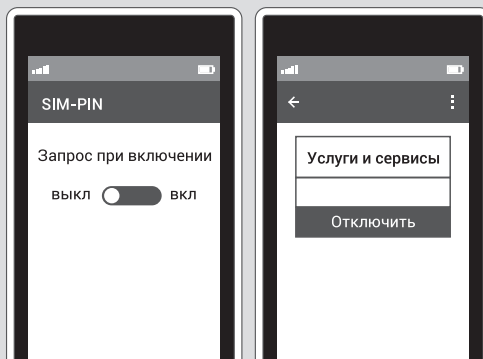 SIM-PIN
Запрос при включении
выкл вкл
Услуги и сервисы
Отключить